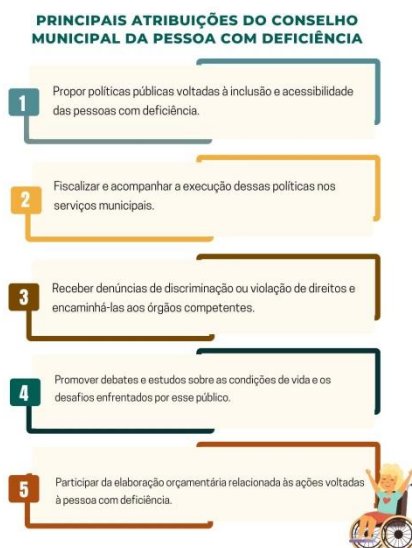 PRINCIPAIS ATRIBUIÇÕES DO CONSELHO
MUNICIPAL DA PESSOA COM DEFICIÊNCIA
1
Propor políticas públicas voltadas à inclusão e acessibilidade
das pessoas com deficiência.
2
Fiscalizar e acompanhar a execução dessas políticas nos
serviços municipais.
3
Receber denúncias de discriminação ou violação de direitos e
encaminhá-las aos órgãos competentes.
4
Promover debates e estudos sobre as condições de vida e os
desafios enfrentados por esse público.
5
Participar da elaboração orçamentária relacionada às ações voltadas
à pessoa com deficiência.